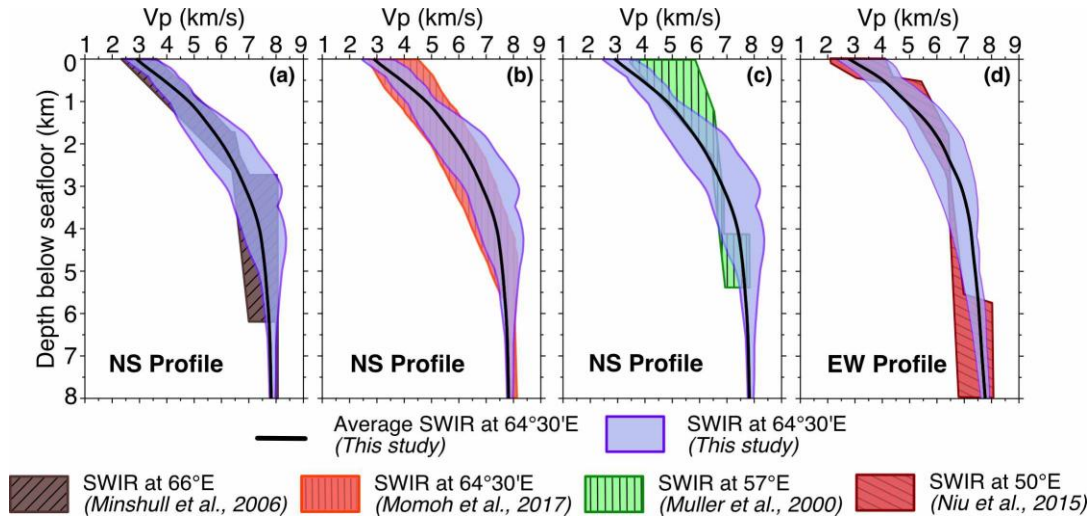 Vp (km/s) Vp (km/s) Vp (km/s) Vp (km/s)
1 2 3 4 5 6 7 8 9 1 2 3 4 5 6 7 8 9 1 2 3 4 5 6 7 8 9 1 2 3 4 5 6 7 8 9
0
1
2
3
4
5
6
7
8
Depth below seafloor (km)
(a) (b) (c) (d)
NS Profile NS Profile NS Profile EW Profile
Average SWIR at 64°30'E
(This study)
SWIR at 64°30'E
(This study)
SWIR at 66°E
(Minshull et al., 2006)
SWIR at 64°30'E
(Momoh et al., 2017)
SWIR at 57°E
(Muller et al., 2000)
SWIR at 50°E
(Niu et al., 2015)